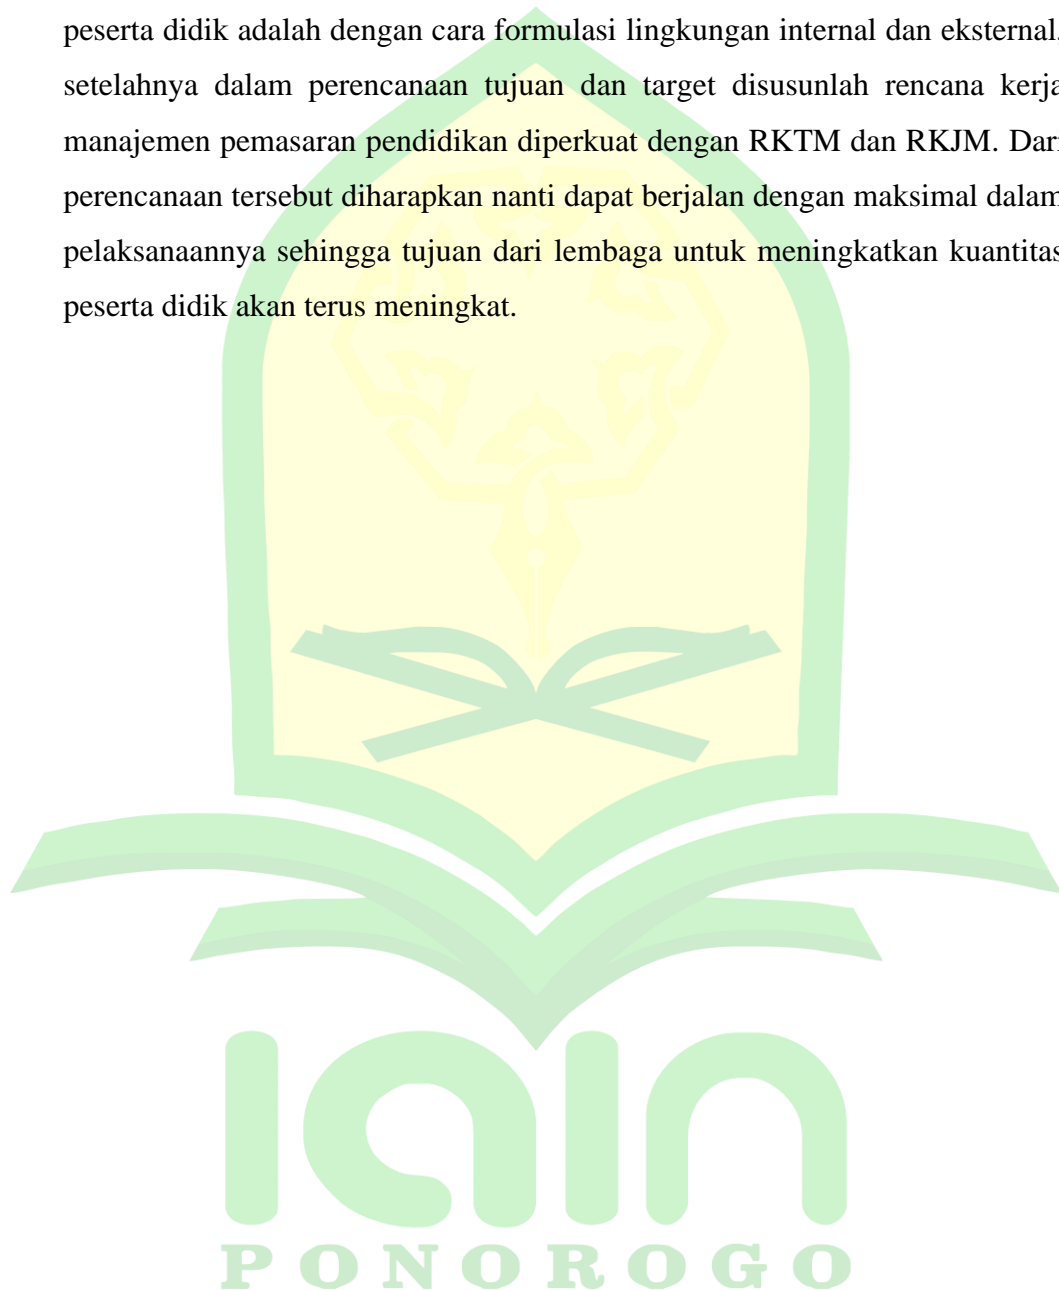 peserta didik adalah dengan cara formulasi lingkungan internal dan eksternal,
setelahnya dalam perencanaan tujuan dan target disusunlah rencana kerja
manajemen pemasaran pendidikan diperkuat dengan RKTM dan RKJM. Dari
perencanaan tersebut diharapkan nanti dapat berjalan dengan maksimal dalam
pelaksanaannya sehingga tujuan dari lembaga untuk meningkatkan kuantitas
peserta didik akan terus meningkat.
iain
PONOROGO